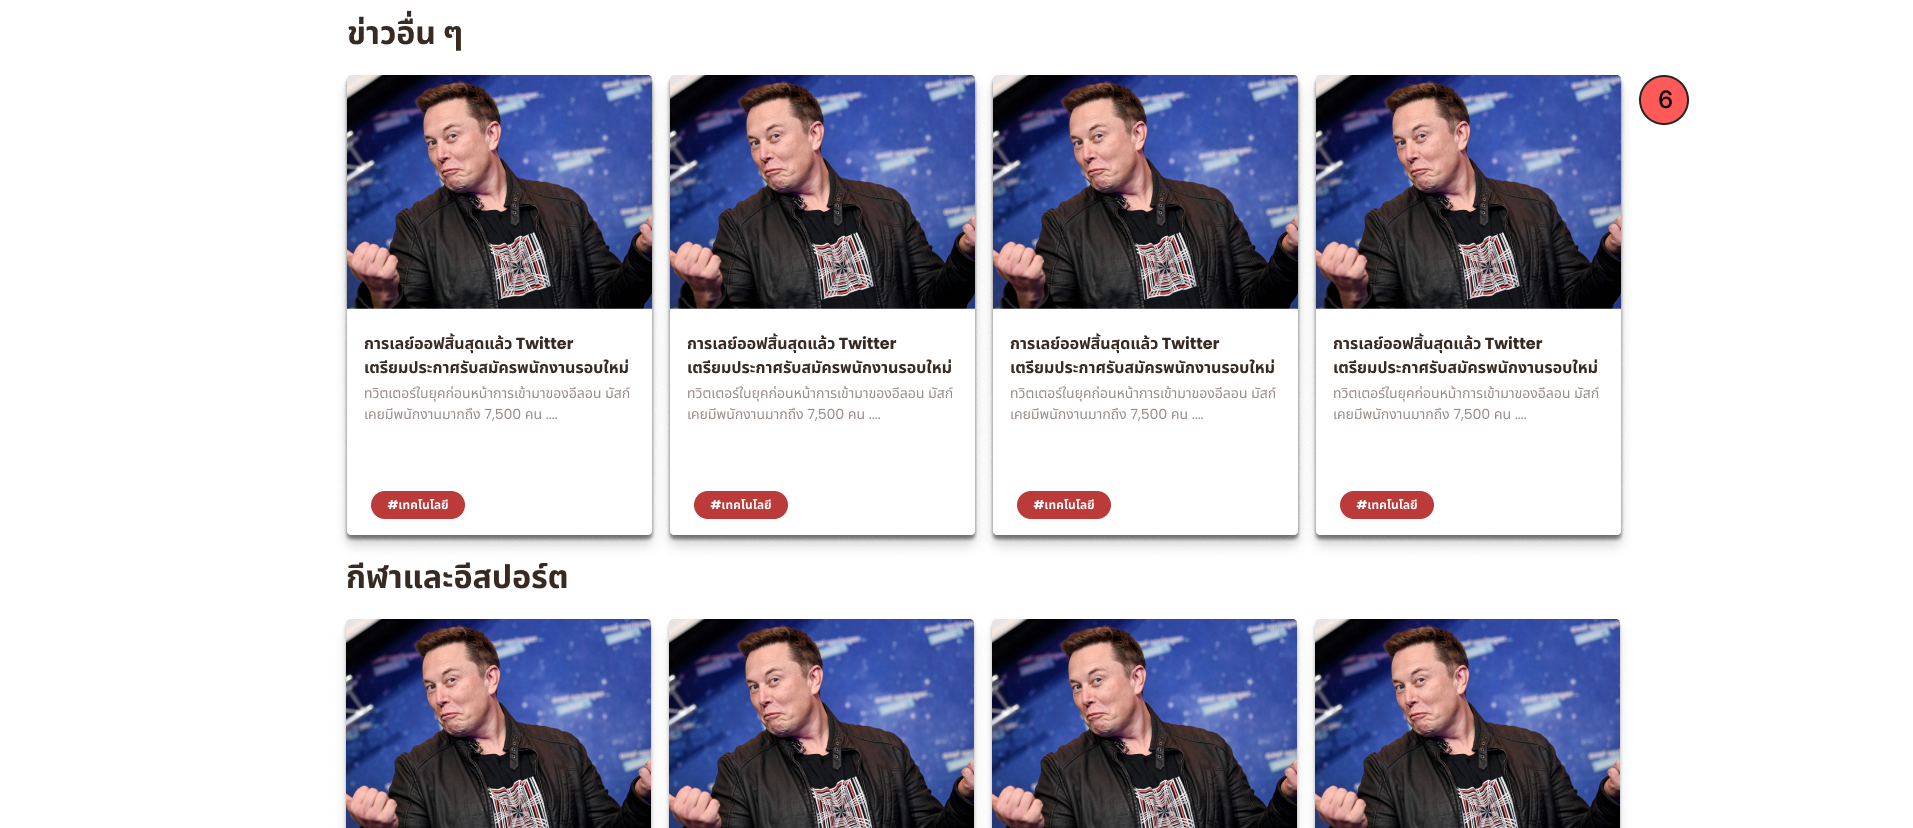 ข่าวอื่น ๆ
6
การเลย์ออฟสิ้นสุดแล้ว Twitter
เตรียมประกาศรับสมัครพนักงานรอบใหม่
ทวิตเตอร์ในยุคก่อนหน้าการเข้ามาของอีลอน มัสก์
เคยมีพนักงานมากถึง 7,500 คน ....
#เทคโนโลยี
การเลย์ออฟสิ้นสุดแล้ว Twitter
เตรียมประกาศรับสมัครพนักงานรอบใหม่
ทวิตเตอร์ในยุคก่อนหน้าการเข้ามาของอีลอน มัสก์
เคยมีพนักงานมากถึง 7,500 คน ....
#เทคโนโลยี
การเลย์ออฟสิ้นสุดแล้ว Twitter
เตรียมประกาศรับสมัครพนักงานรอบใหม่
ทวิตเตอร์ในยุคก่อนหน้าการเข้ามาของอีลอน มัสก์
เคยมีพนักงานมากถึง 7,500 คน ....
#เทคโนโลยี
การเลย์ออฟสิ้นสุดแล้ว Twitter
เตรียมประกาศรับสมัครพนักงานรอบใหม่
ทวิตเตอร์ในยุคก่อนหน้าการเข้ามาของอีลอน มัสก์
เคยมีพนักงานมากถึง 7,500 คน ....
#เทคโนโลยี
กีฬาและอีสปอร์ต